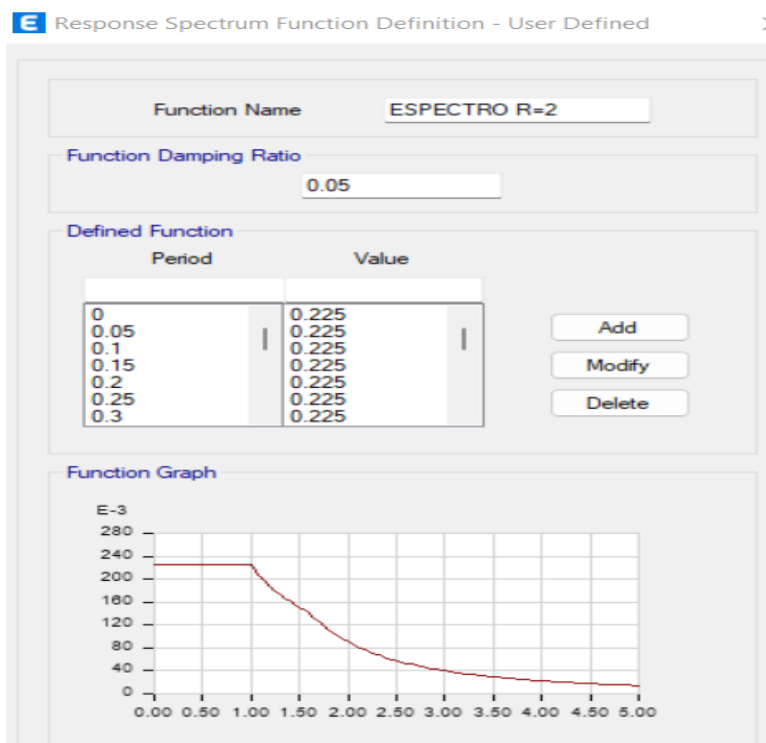 E Response Spectrum Function Definition - User Defined
Function Name ESPECTRO R=2
Function Damping Ratio
0.05
Defined Function
Period Value
0 0.225
0.05 0.225
0.1 0.225
0.15 0.225
0.2 0.225
0.25 0.225
0.3 0.225
Add
Modify
Delete
Function Graph
E-3
280
240
200
160
120
80
40
0
0.00 0.50 1.00 1.50 2.00 2.50 3.00 3.50 4.00 4.50 5.00